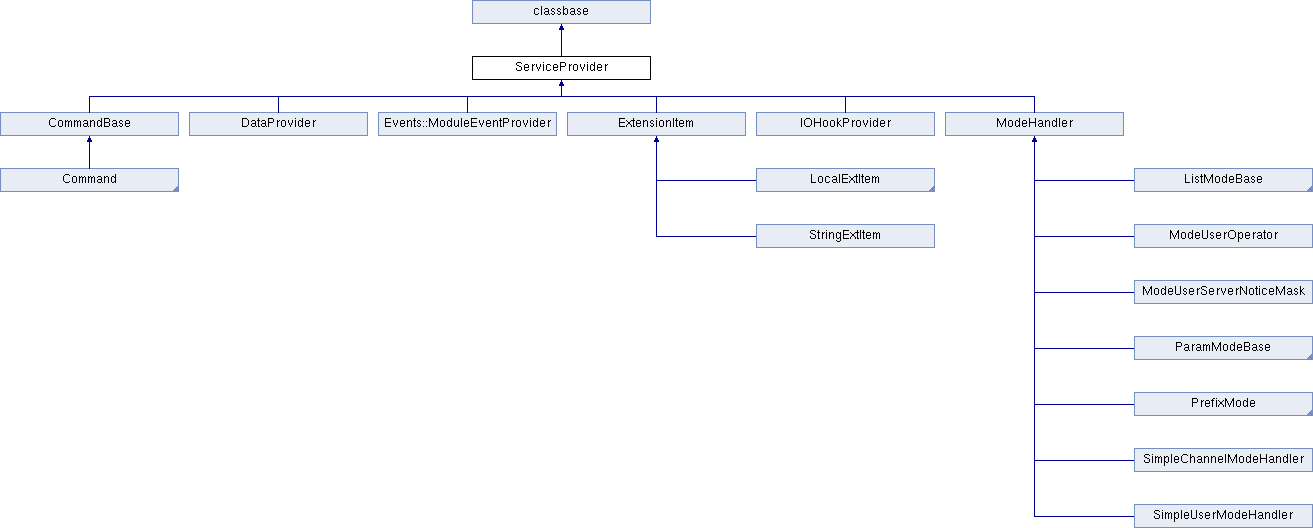 classbase
ServiceProvider
CommandBase
DataProvider
Events::ModuleEventProvider
ExtensionItem
IOHookProvider
ModeHandler
Command
LocalExtItem
ListModeBase
StringExtItem
ModeUserOperator
ModeUserServerNoticeMask
ParamModeBase
PrefixMode
SimpleChannelModeHandler
SimpleUserModeHandler